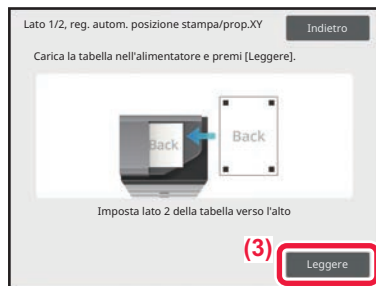 Lato 1/2, reg. autom. posizione stampa/prop.XY
Indietro
Carica la tabella nell'alimentatore e premi [Leggere].
Back
Back
Imposta lato 2 della tabella verso l'alto
(3)
Leggere